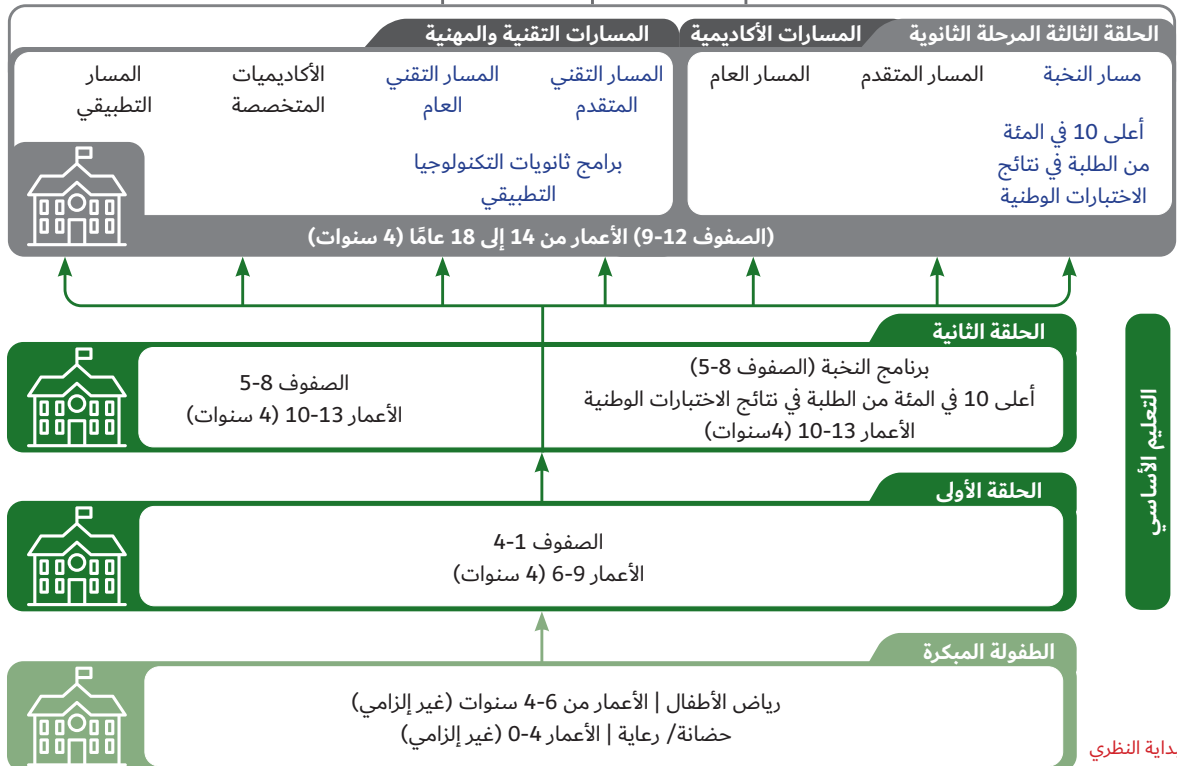 الحلقة الثالثة المرحلة الثانوية
المسارات الأكاديمية
المسارات التقنية والمهنية
مسار النخبة
أعلى 10 في المئة
من الطلبة في نتائج
الاختبارات الوطنية
المسار المتقدم
المسار العام
المسار التقني
المتقدم
المسار التقني
العام
برامج ثانويات التكنولوجيا
التطبيقي
الأكاديميات
المتخصصة
المسار
التطبيقي
(الصفوف 12-9) الأعمار من 14 إلى 18 عامًا (4 سنوات)
التعليم الأساسي
الحلقة الثانية
برنامج النخبة (الصفوف 8-5)
أعلى 10 في المئة من الطلبة في نتائج الاختبارات الوطنية
الأعمار 13-10 (4سنوات)
الصفوف 8-5
الأعمار 13-10 (4 سنوات)
الحلقة الأولى
الصفوف 1-4
الأعمار 9-6 (4 سنوات)
الطفولة المبكرة
رياض الأطفال | الأعمار من 6-4 سنوات (غير إلزامي)
حضانة/ رعاية | الأعمار 4-0 (غير إلزامي)
النظري